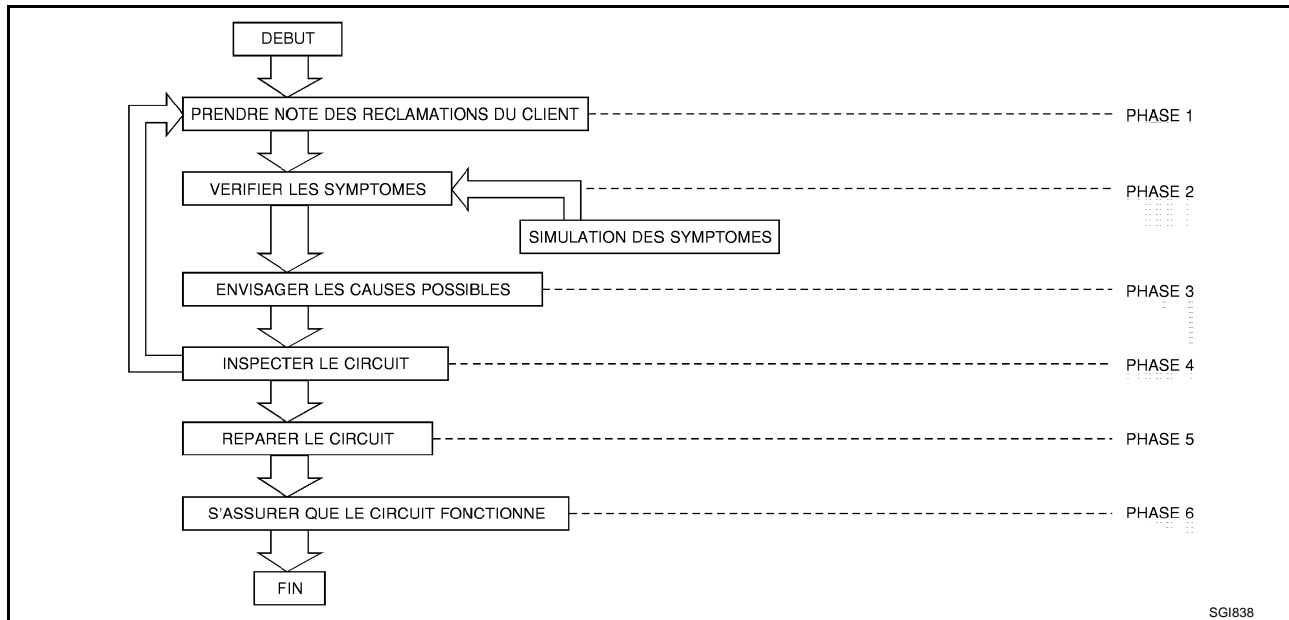 DEBUT
PRENDRE NOTE DES RECLAMATIONS DU CLIENT
PHASE 1
VERIFIER LES SYMPTOMES
PHASE 2
SIMULATION DES SYMPTOMES
ENVISAGER LES CAUSES POSSIBLES
PHASE 3
INSPECTER LE CIRCUIT
PHASE 4
REPARER LE CIRCUIT
PHASE 5
S'ASSURER QUE LE CIRCUIT FONCTIONNE
PHASE 6
FIN
SGI838